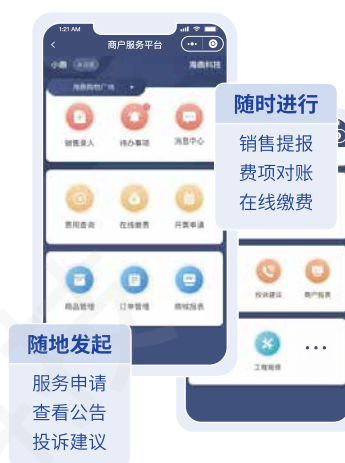 1:21 AM
商户服务平台
小鼎
海鼎科技
海鼎购物广场
销售录入 待办事项 消息中心
费用查询 在线缴费 开票申请
商品管理 订单管理 商城报表
随时进行
销售提报
费项对账
在线缴费
投诉建议 商户报表
工程报修
随地发起
服务申请
查看公告
投诉建议